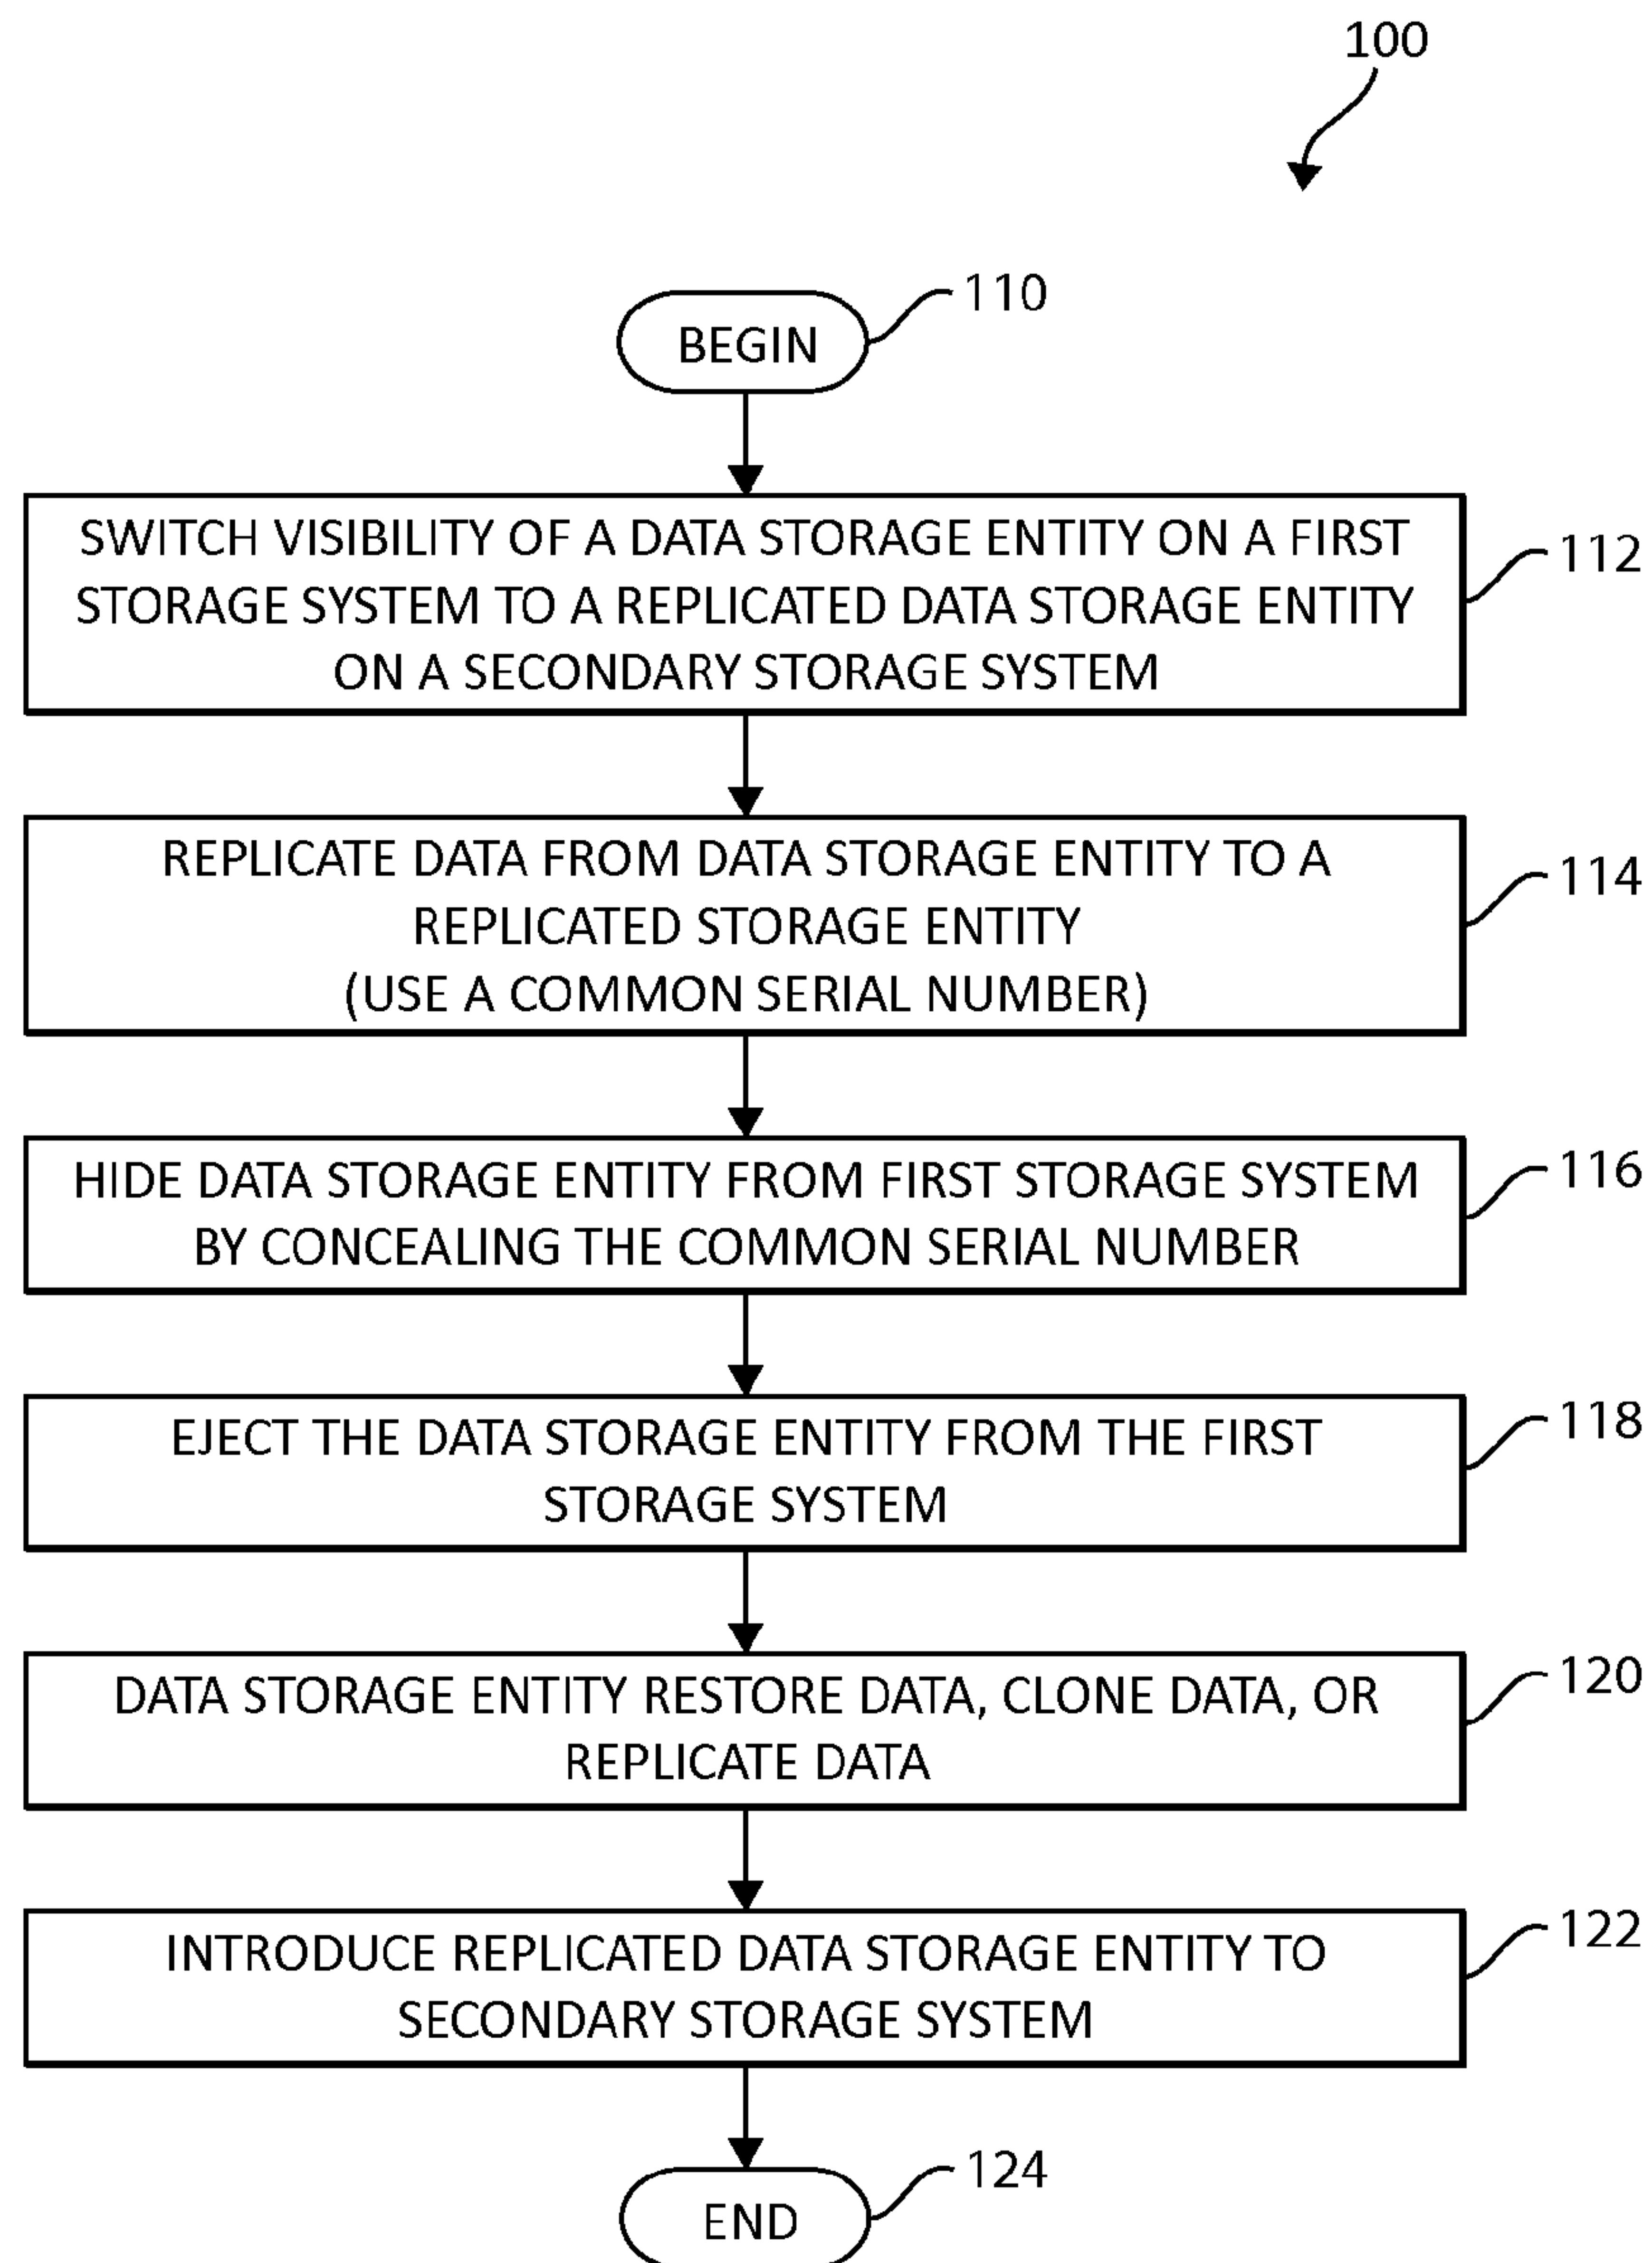 100
BEGIN
110
SWITCH VISIBILITY OF A DATA STORAGE ENTITY ON A FIRST
STORAGE SYSTEM TO A REPLICATED DATA STORAGE ENTITY
ON A SECONDARY STORAGE SYSTEM
112
REPLICATE DATA FROM DATA STORAGE ENTITY TO A
REPLICATED STORAGE ENTITY
(USE A COMMON SERIAL NUMBER)
114
HIDE DATA STORAGE ENTITY FROM FIRST STORAGE SYSTEM
BY CONCEALING THE COMMON SERIAL NUMBER
116
EJECT THE DATA STORAGE ENTITY FROM THE FIRST
STORAGE SYSTEM
118
DATA STORAGE ENTITY RESTORE DATA, CLONE DATA, OR
REPLICATE DATA
120
INTRODUCE REPLICATED DATA STORAGE ENTITY TO
SECONDARY STORAGE SYSTEM
122
END
124